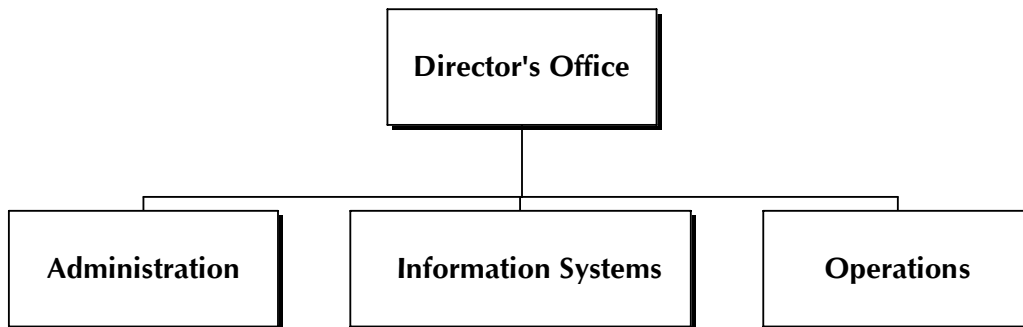 Director's Office
Administration
Information Systems
Operations